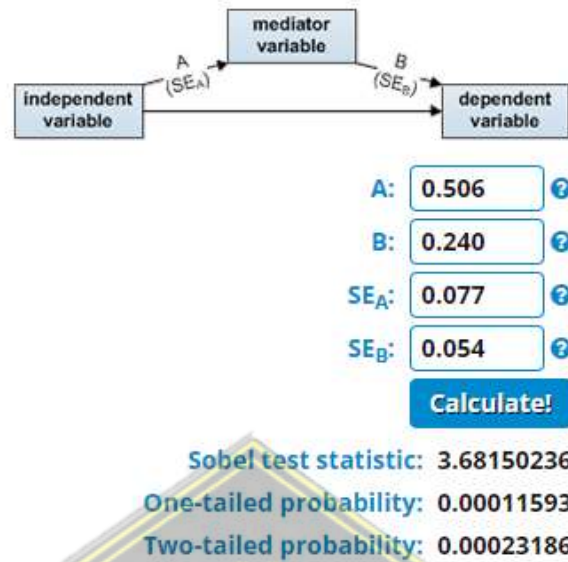 mediator
variable
A
(SEA)
B
(SEB)
independent
variable
dependent
variable
A: 0.506 ?
B: 0.240 ?
SEA: 0.077 ?
SEB: 0.054 ?
Calculate!
Sobel test statistic: 3.68150236
One-tailed probability: 0.00011593
Two-tailed probability: 0.00023186